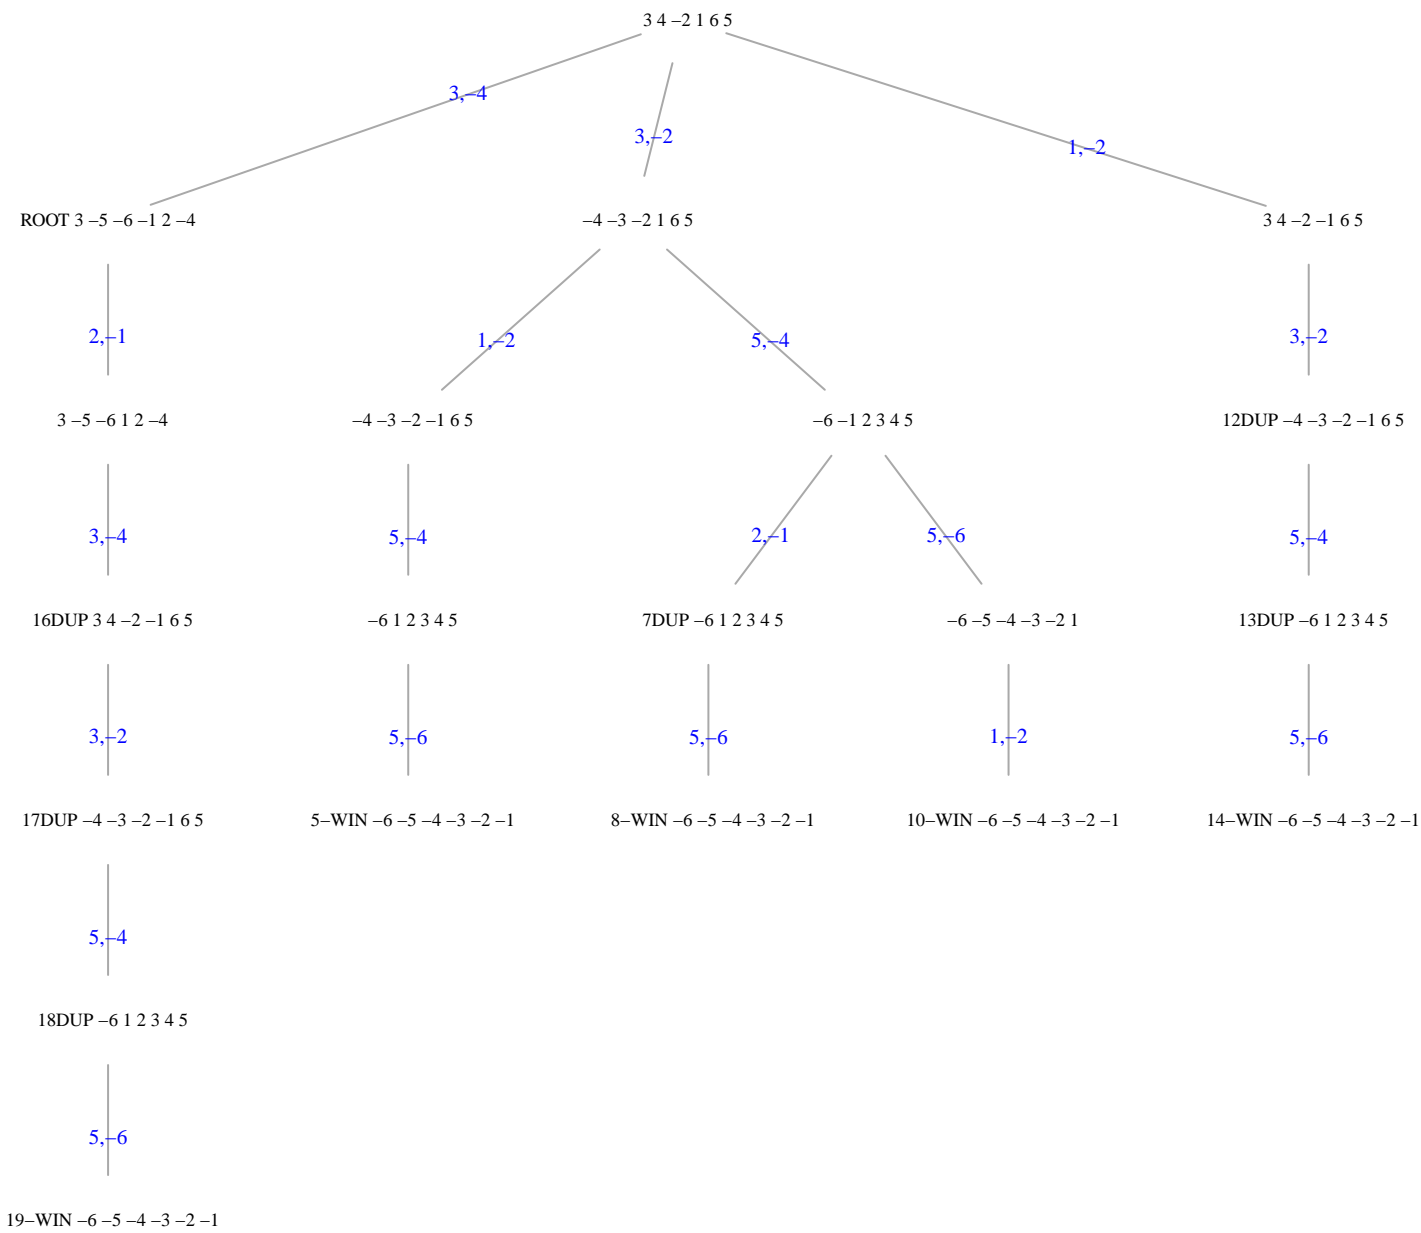 3 4 –2 1 6 5
3,–4
3,–2
1,–2
ROOT 3 –5 –6 –1 2 –4
–4 –3 –2 1 6 5
3 4 –2 –1 6 5
2,–1
1,–2
5,–4
3,–2
3 –5 –6 1 2 –4
–4 –3 –2 –1 6 5
–6 –1 2 3 4 5
12DUP –4 –3 –2 –1 6 5
3,–4
5,–4
2,–1
5,–6
5,–4
16DUP 3 4 –2 –1 6 5
–6 1 2 3 4 5
7DUP –6 1 2 3 4 5
–6 –5 –4 –3 –2 1
13DUP –6 1 2 3 4 5
3,–2
5,–6
5,–6
1,–2
5,–6
17DUP –4 –3 –2 –1 6 5
5–WIN –6 –5 –4 –3 –2 –1
8–WIN –6 –5 –4 –3 –2 –1
10–WIN –6 –5 –4 –3 –2 –1
14–WIN –6 –5 –4 –3 –2 –1
5,–4
18DUP –6 1 2 3 4 5
5,–6
19–WIN –6 –5 –4 –3 –2 –1